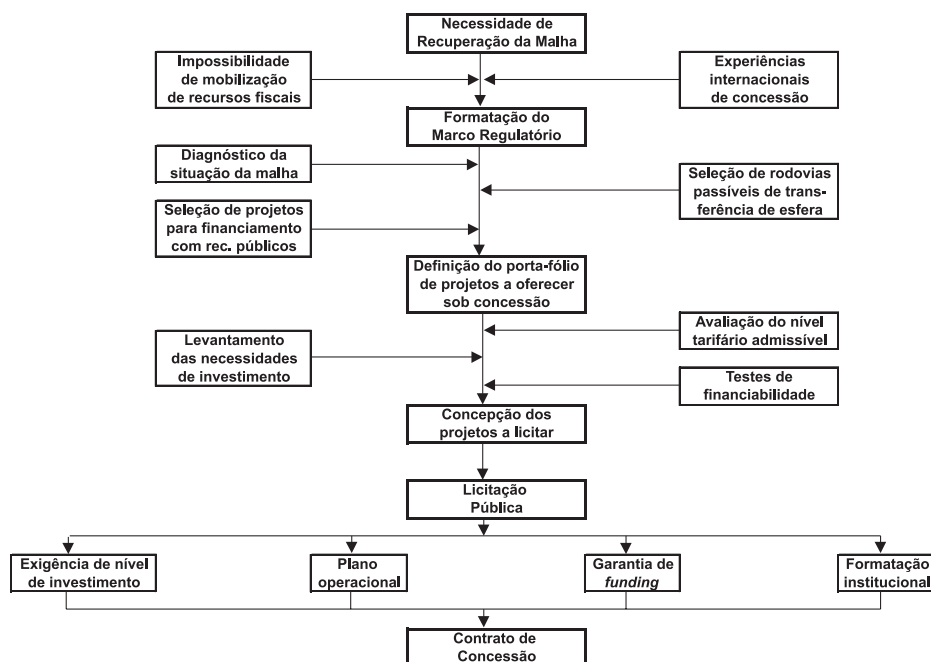 Necessidade de
Recuperação da Malha
Impossibilidade
de mobilização
de recursos fiscais
Experiências
internacionais
de concessão
Formatação do
Marco Regulatório
Diagnóstico da
situação da malha
Seleção de rodovias
passíveis de trans-
ferência de esfera
Seleção de projetos
para financiamento
com rec. públicos
Definição do porta-fólio
de projetos a oferecer
sob concessão
Avaliação do nível
tarifário admissível
Levantamento
das necessidades
de investimento
Testes de
financiabilidade
Concepção dos
projetos a licitar
Licitação
Pública
Exigência de nível
de investimento
Plano
operacional
Garantia de
funding
Formatação
institucional
Contrato de
Concessão